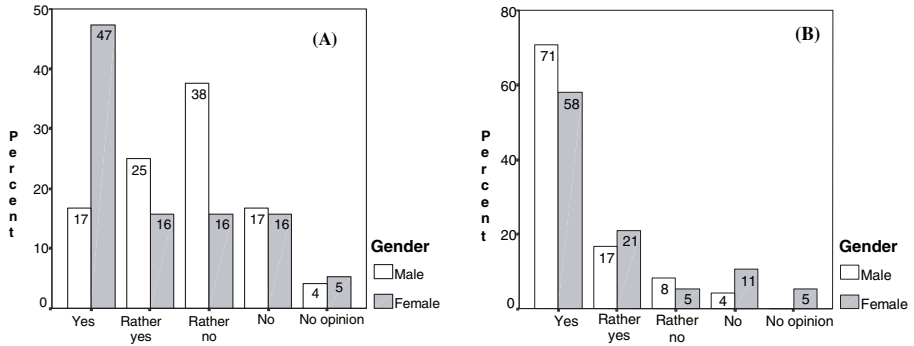 50
40
30
20
10
0
Percent
(A)
17
47
25
16
38
16
17
16
4
5
Yes
Rather
yes
Rather
no
No
No opinion
Gender
Male
Female
80
60
40
20
0
Percent
(B)
71
58
17
21
8
5
4
11
5
Yes
Rather
yes
Rather
no
No
No opinion
Gender
Male
Female